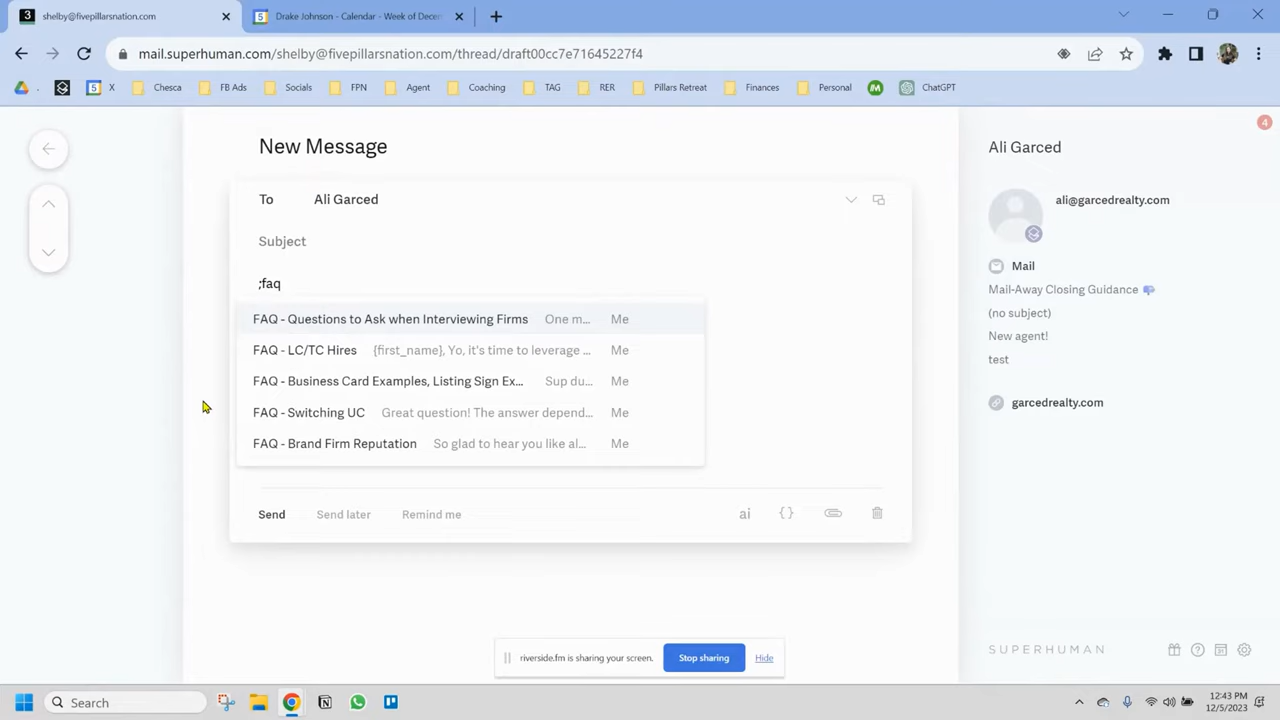 3 shelby@fivepillarsnation.com
5 Drake Johnson - Calendar - Week of Decem
mail.superhuman.com/shelby@fivepillarsnation.com/thread/draft00cc7e71645227f4
5 X Chesca FB Ads Socials FPN Agent Coaching TAG RER Pillars Retreat Finances Personal ChatGPT
4
New Message
Ali Garced
To Ali Garced
ali@garcedrealty.com
Subject
Mail
;faq
Mail-Away Closing Guidance
(no subject)
FAQ - Questions to Ask when Interviewing Firms One m... Me
New agent!
FAQ - LC/TC Hires {first_name}, Yo, it's time to leverage ... Me
test
FAQ - Business Card Examples, Listing Sign Ex... Sup du... Me
garcedrealty.com
FAQ - Switching UC Great question! The answer depend... Me
FAQ - Brand Firm Reputation So glad to hear you like al... Me
Send Send later Remind me ai {}
riverside.fm is sharing your screen. Stop sharing Hide
SUPERHUMAN
Search
12:43 PM
12/5/2023